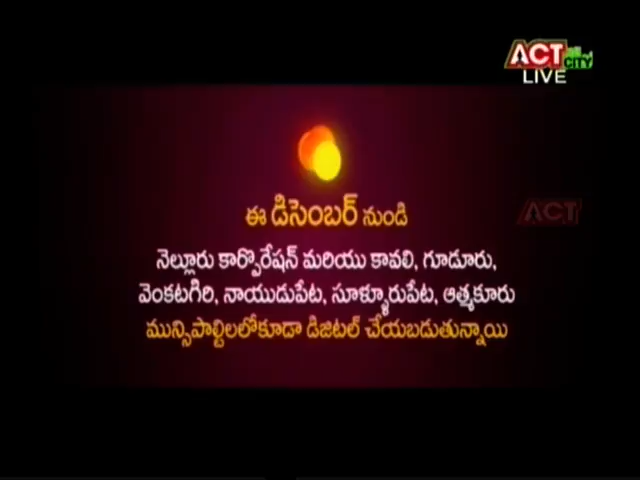 ACT CITY
LIVE
ఈ డిసెంబర్ నుండి
ACT
నెల్లూరు కార్పొరేషన్ మరియు కావలి, గూడూరు,
వెంకటగిరి, నాయుడుపేట, సూళ్ళూరుపేట, ఆత్మకూరు
మున్సిపాల్టిలలోకూడా డిజిటల్ చేయబడుతున్నాయి